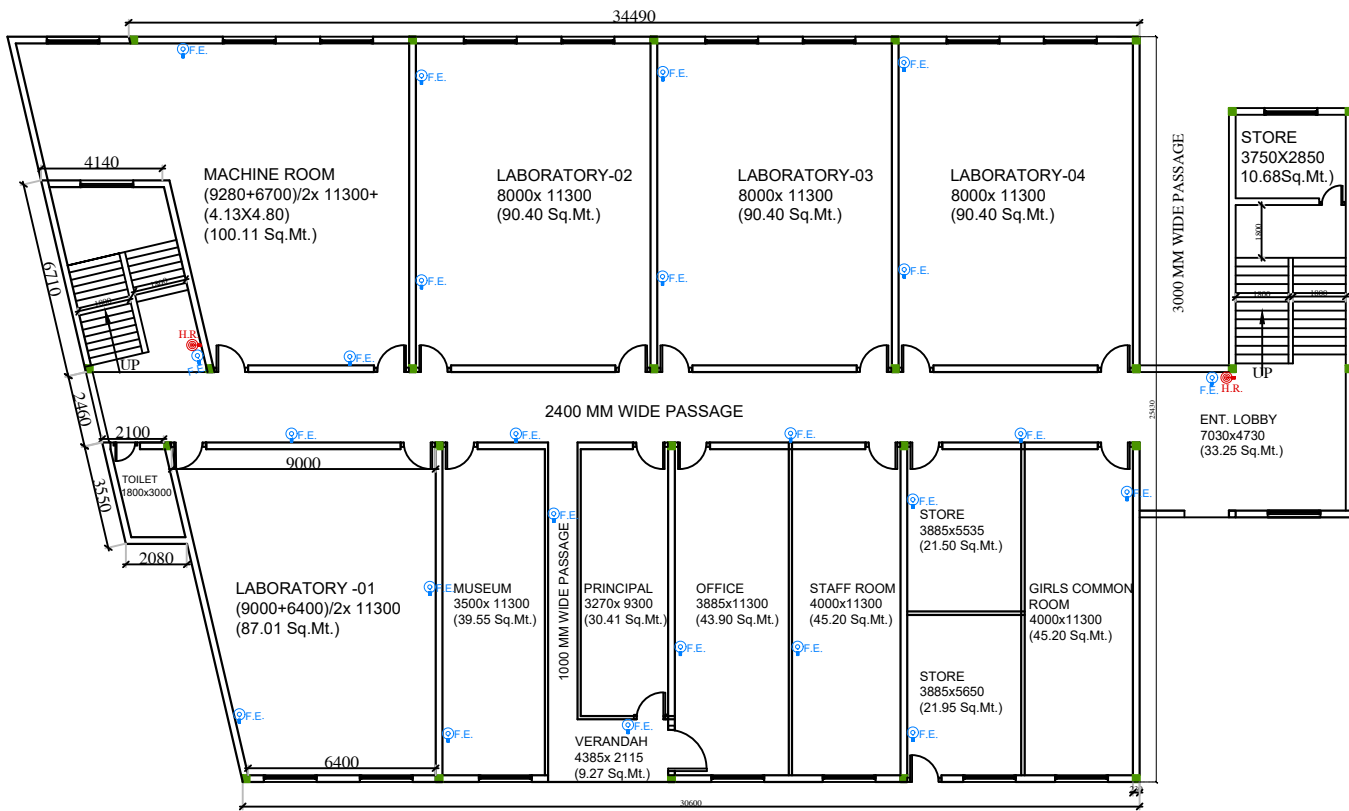 34490
F.E.
F.E.
F.E.
F.E.
4140
MACHINE ROOM
(9280+6700)/2x 11300+
(4.13X4.80)
(100.11 Sq.Mt.)
LABORATORY-02
8000x 11300
(90.40 Sq.Mt.)
LABORATORY-03
8000x 11300
(90.40 Sq.Mt.)
LABORATORY-04
8000x 11300
(90.40 Sq.Mt.)
3000 MM WIDE PASSAGE
STORE
3750X2850
10.68Sq.Mt.)
1800
6710
1800
1800
F.E.
F.E.
F.E.
1800
1800
H.R.
F.E.
F.E.
UP
UP
F.E.
H.R.
2460
2400 MM WIDE PASSAGE
25430
ENT. LOBBY
7030x4730
(33.25 Sq.Mt.)
2100
F.E.
F.E.
F.E.
F.E.
9000
TOILET
1800x3000
3550
2080
F.E.
F.E.
F.E.
STORE
3885x5535
(21.50 Sq.Mt.)
1000 MM WIDE PASSAGE
LABORATORY -01
(9000+6400)/2x 11300
(87.01 Sq.Mt.)
F.E.
MUSEUM
3500x 11300
(39.55 Sq.Mt.)
PRINCIPAL
3270x 9300
(30.41 Sq.Mt.)
OFFICE
3885x11300
(43.90 Sq.Mt.)
STAFF ROOM
4000x11300
(45.20 Sq.Mt.)
GIRLS COMMON
ROOM
4000x11300
(45.20 Sq.Mt.)
F.E.
F.E.
STORE
3885x5650
(21.95 Sq.Mt.)
F.E.
F.E.
F.E.
F.E.
VERANDAH
4385x 2115
(9.27 Sq.Mt.)
6400
30600